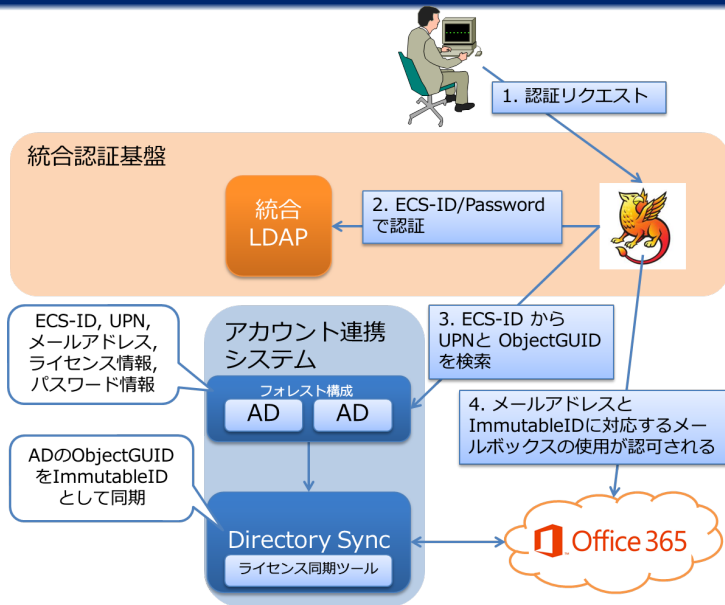 1. 認証リクエスト
統合認証基盤
統合
LDAP
2. ECS-ID/Password
で認証
ECS-ID, UPN,
メールアドレス,
ライセンス情報,
パスワード情報
アカウント連携
システム
フォレスト構成
AD
AD
3. ECS-ID から
UPNと ObjectGUID
を検索
4. メールアドレスと
ImmutableIDに対応するメー
ルボックスの使用が認可される
ADのObjectGUID
をImmutableID
として同期
Directory Sync
ライセンス同期ツール
Office 365